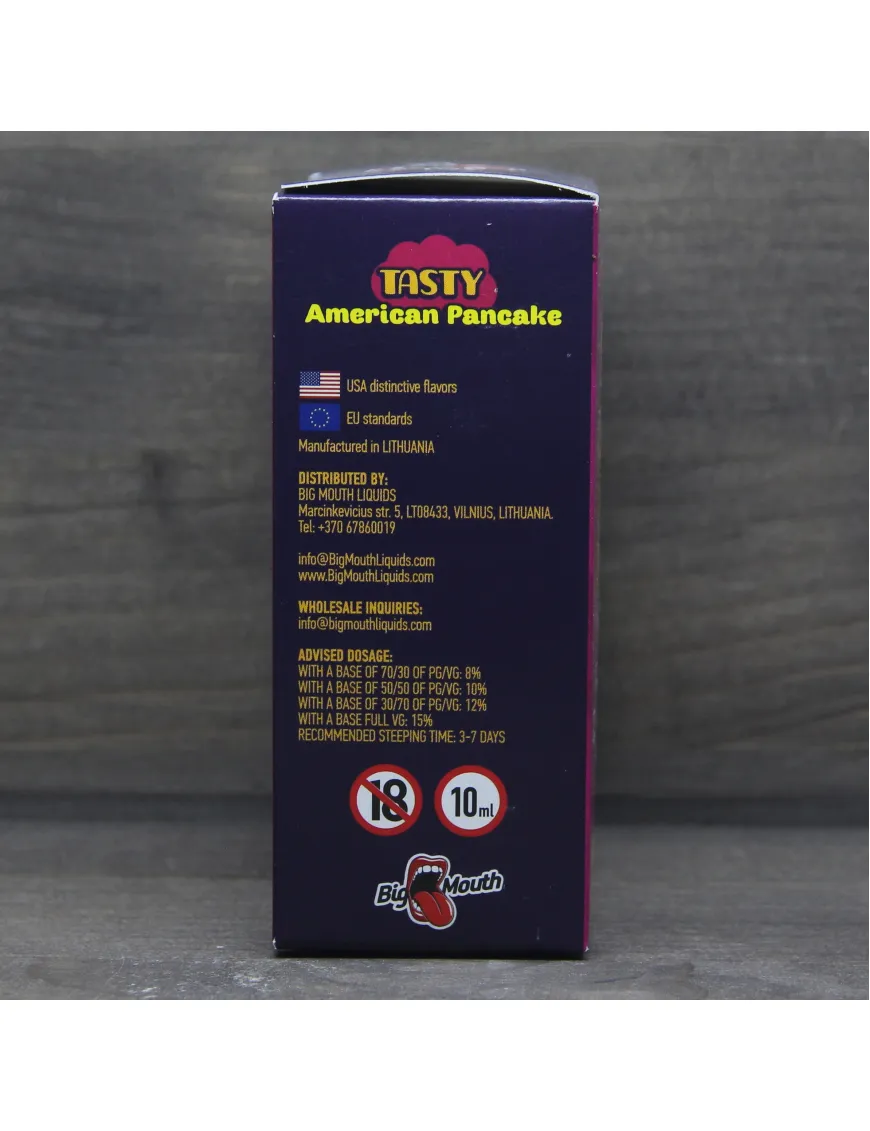 TASTY
American Pancake
USA distinctive flavors
EU standards
Manufactured in LITHUANIA
DISTRIBUTED BY:
BIG MOUTH LIQUIDS
Marcinkevicius str. 5, LT08433, VILNIUS, LITHUANIA.
Tel: +370 67860019
info@BigMouthLiquids.com
www.BigMouthLiquids.com
WHOLESALE INQUIRIES:
info@bigmouthliquids.com
ADVISED DOSAGE:
WITH A BASE OF 70/30 OF PG/VG: 8%
WITH A BASE OF 50/50 OF PG/VG: 10%
WITH A BASE OF 30/70 OF PG/VG: 12%
WITH A BASE FULL VG: 15%
RECOMMENDED STEEPING TIME: 3-7 DAYS
18 10ml
Big Mouth